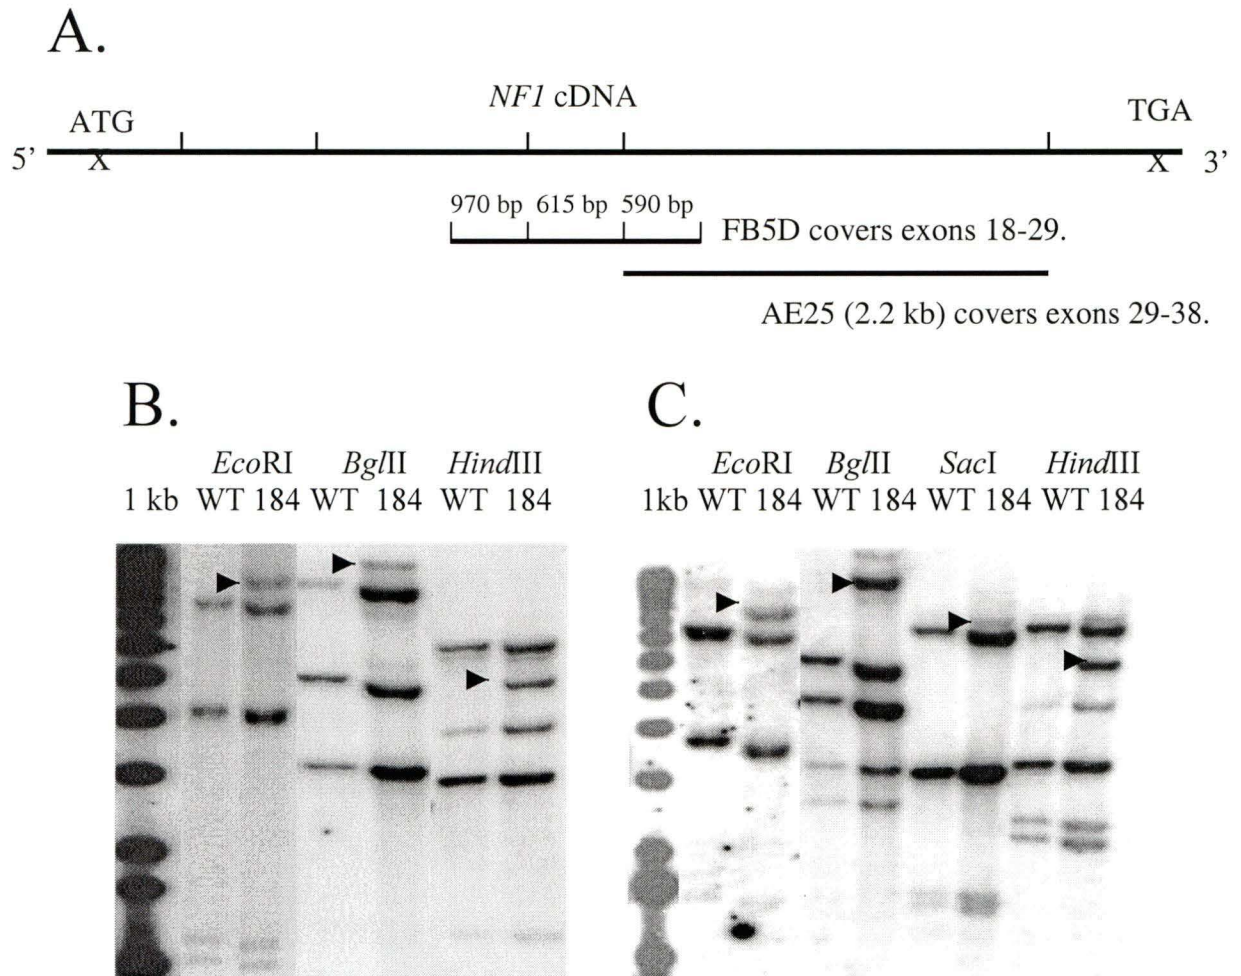 A.
NF1 cDNA
ATG
TGA
5’
X
X
3’
970 bp 615 bp 590 bp
FB5D covers exons 18-29.
AE25 (2.2 kb) covers exons 29-38.
B.
EcoRI BglII HindIII
1 kb WT 184 WT 184 WT 184
C.
EcoRI BglII SacI HindIII
1kb WT 184 WT 184 WT 184 WT 184